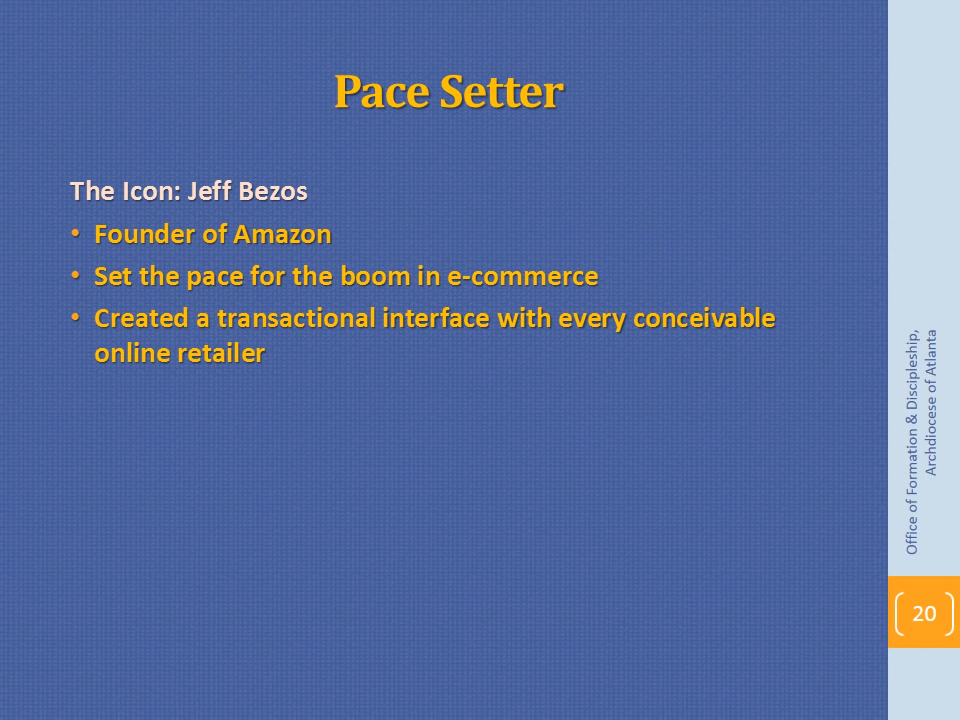 Pace Setter
The Icon: Jeff Bezos
• Founder of Amazon
• Set the pace for the boom in e-commerce
• Created a transactional interface with every conceivable
online retailer
Office of Formation & Discipleship,
Archdiocese of Atlanta
20